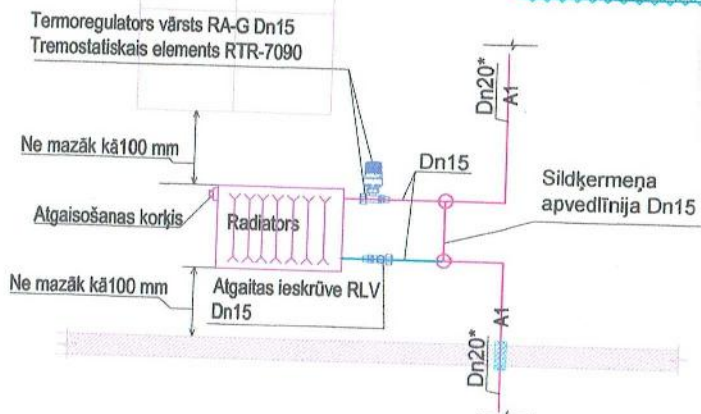 Termoregulators vārsts RA-G Dn15
Tremostatiskais elements RTR-7090
Dn20*
A1
Ne mazāk kā100 mm
Dn15
Sildķermeņa
apvedlīnija Dn15
Atgaisošanas korķis
Radiators
Ne mazāk kā100 mm
Atgaitas ieskrūve RLV
Dn15
Dn20*
A1